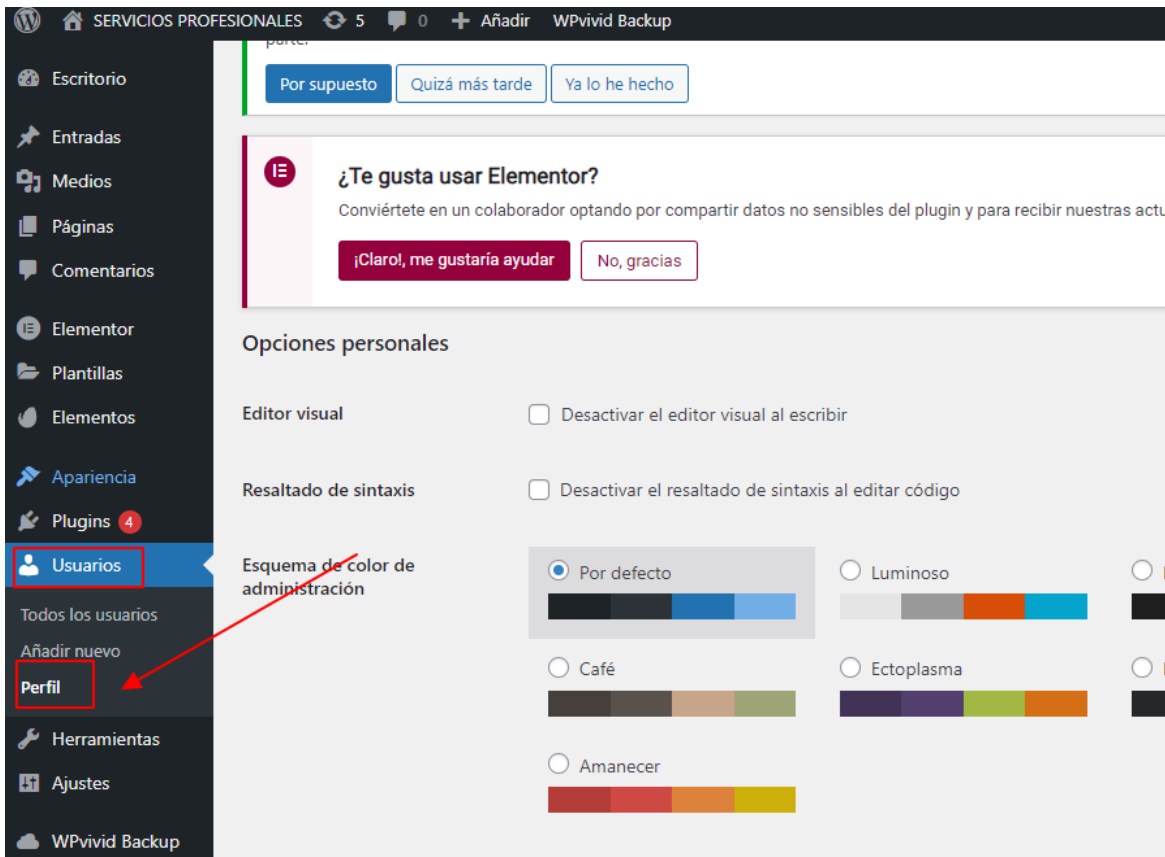 SERVICIOS PROFESIONALES 5 0 Añadir WPvivid Backup
Escritorio
Entradas
Medios
Páginas
Comentarios
Elementor
Plantillas
Elementos
Apariencia
Plugins 4
Usuarios
Todos los usuarios
Añadir nuevo
Perfil
Herramientas
Ajustes
WPvivid Backup
parte.
Por supuesto Quizá más tarde Ya lo he hecho
¿Te gusta usar Elementor?
Conviértete en un colaborador optando por compartir datos no sensibles del plugin y para recibir nuestras actu
¡Claro!, me gustaría ayudar No, gracias
Opciones personales
Editor visual Desactivar el editor visual al escribir
Resaltado de sintaxis Desactivar el resaltado de sintaxis al editar código
Esquema de color de
administración
Por defecto Luminoso
Café Ectoplasma
Amanecer